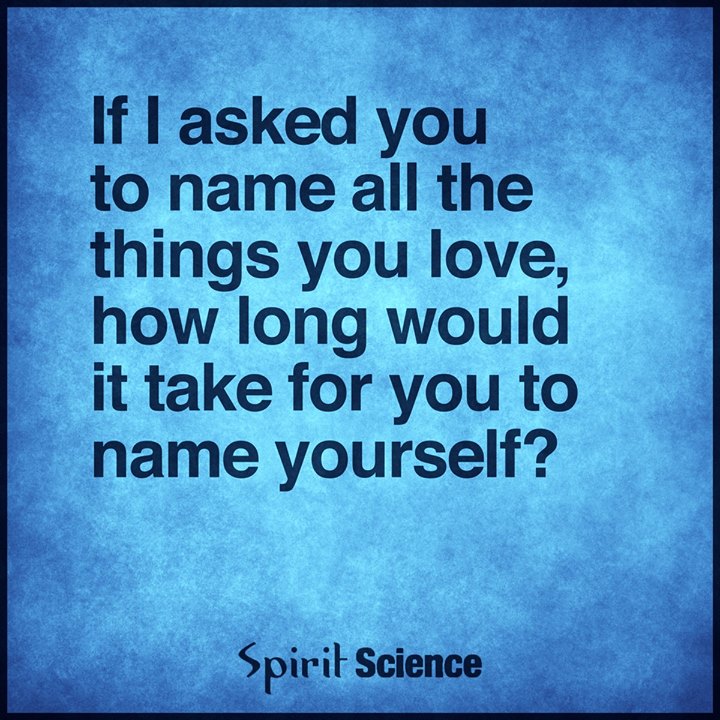 If I asked you
to name all the
things you love,
how long would
it take for you to
name yourself?
Spirit Science